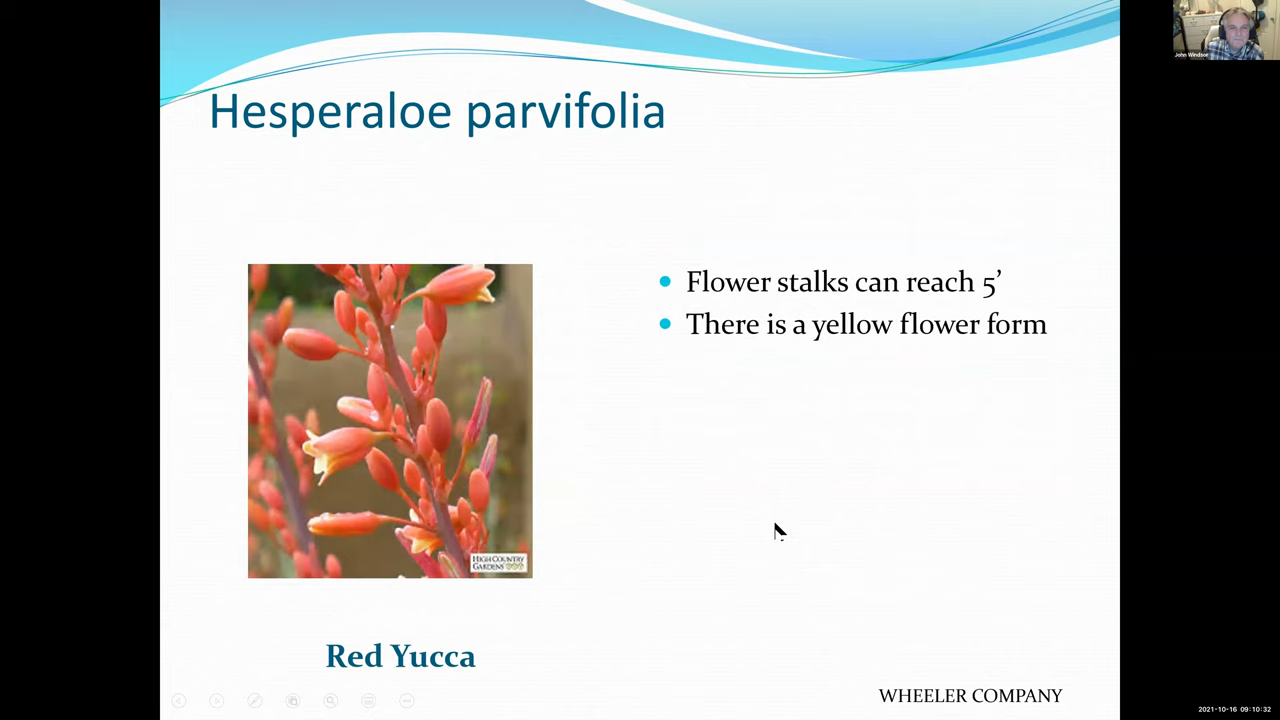 John Windsor
Hesperaloe parvifolia
Flower stalks can reach 5’
There is a yellow flower form
HIGH COUNTRY
GARDENS
Red Yucca
WHEELER COMPANY
2021-10-16 09:10:32